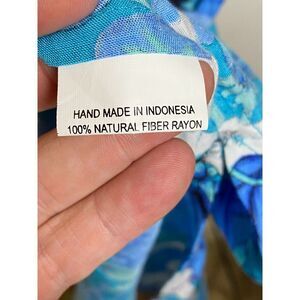 HAND MADE IN INDONESIA
100% NATURAL FIBER RAYON